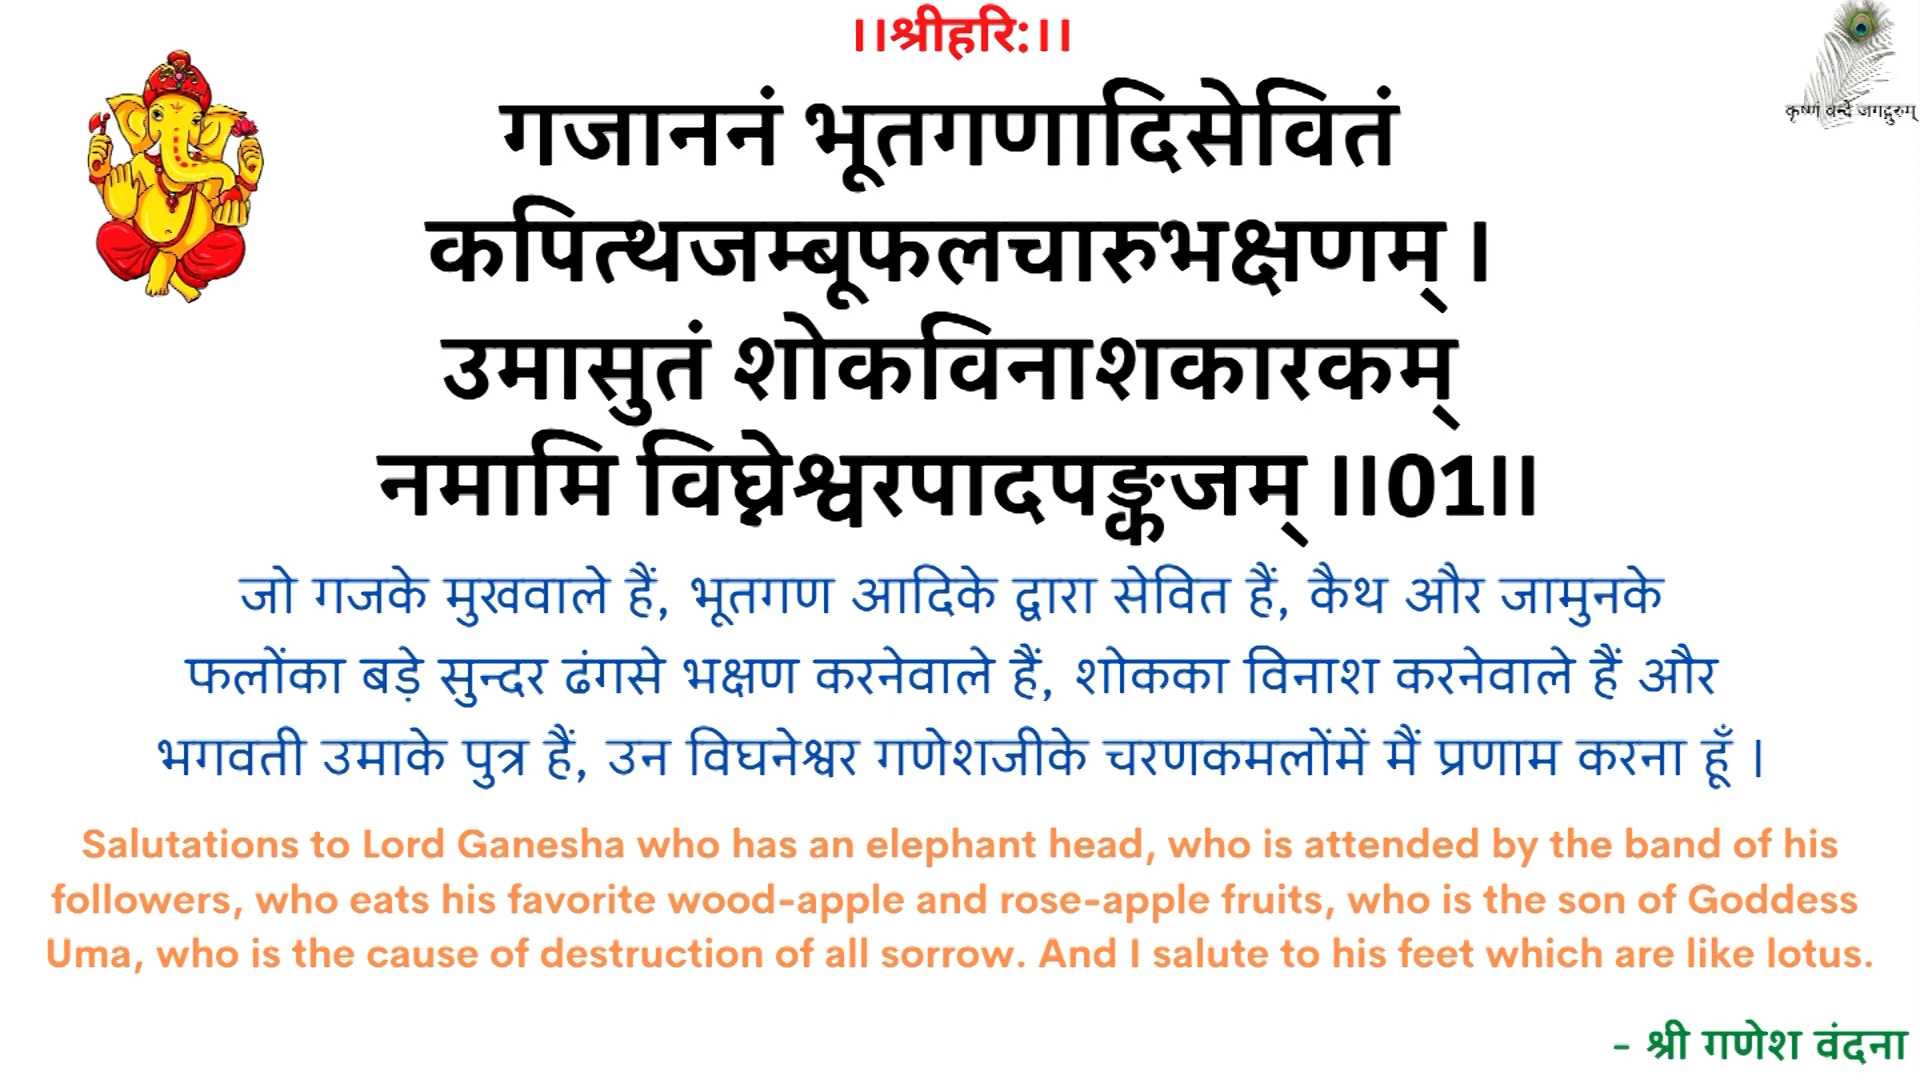 ।।श्रीहरि:।।
कृष्णं वन्दे जगद्गुरुम्
गजाननं भूतगणादिसेवितं
कपित्थजम्बूफलचारुभक्षणम् ।
उमासुतं शोकविनाशकारकम्
नमामि विघ्नेश्वरपादपङ्कजम् ।।01।।
जो गजके मुखवाले हैं, भूतगण आदिके द्वारा सेवित हैं, कैथ और जामुनके
फलोंका बड़े सुन्दर ढंगसे भक्षण करनेवाले हैं, शोकका विनाश करनेवाले हैं और
भगवती उमाके पुत्र हैं, उन विघनेश्वर गणेशजीके चरणकमलोंमें मैं प्रणाम करना हूँ ।
Salutations to Lord Ganesha who has an elephant head, who is attended by the band of his
followers, who eats his favorite wood-apple and rose-apple fruits, who is the son of Goddess
Uma, who is the cause of destruction of all sorrow. And I salute to his feet which are like lotus.
- श्री गणेश वंदना